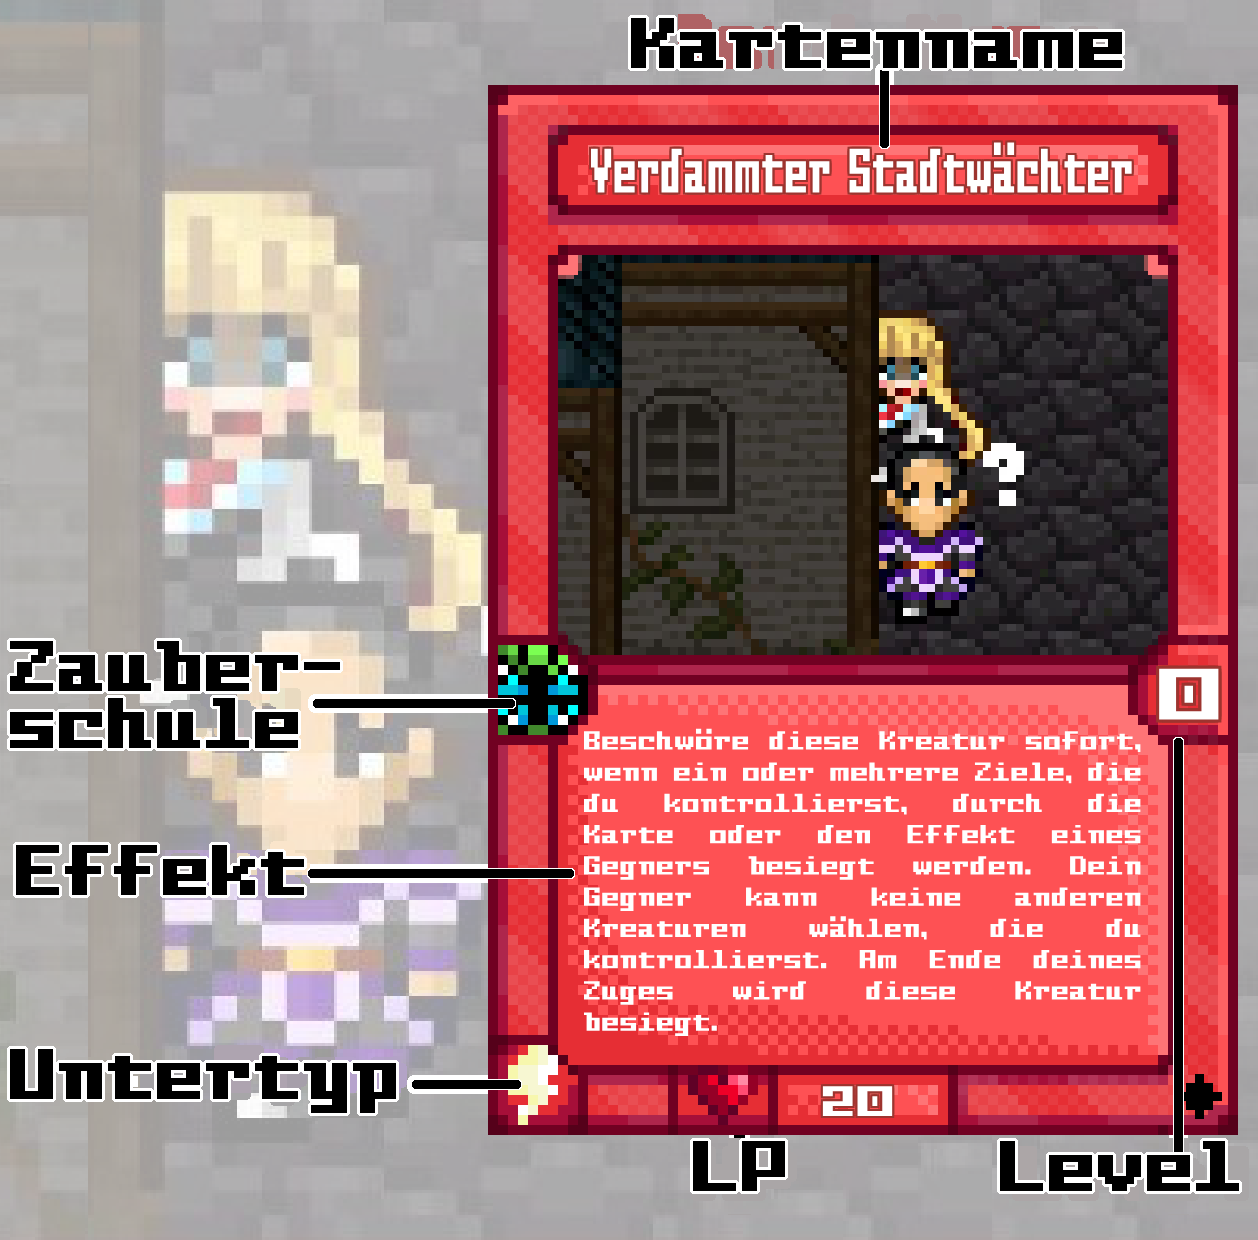 Kartenname
Verdammter Stadtwächter
?
Zauber-
schule
0
Beschwöre diese Kreatur sofort,
wenn ein oder mehrere Ziele, die
du kontrollierst, durch die
Karte oder den Effekt eines
Gegners besiegt werden. Dein
Gegner kann keine anderen
Kreaturen wählen, die du
kontrollierst. Am Ende deines
Zuges wird diese Kreatur
besiegt.
Effekt
Untertyp
20
LP
Level